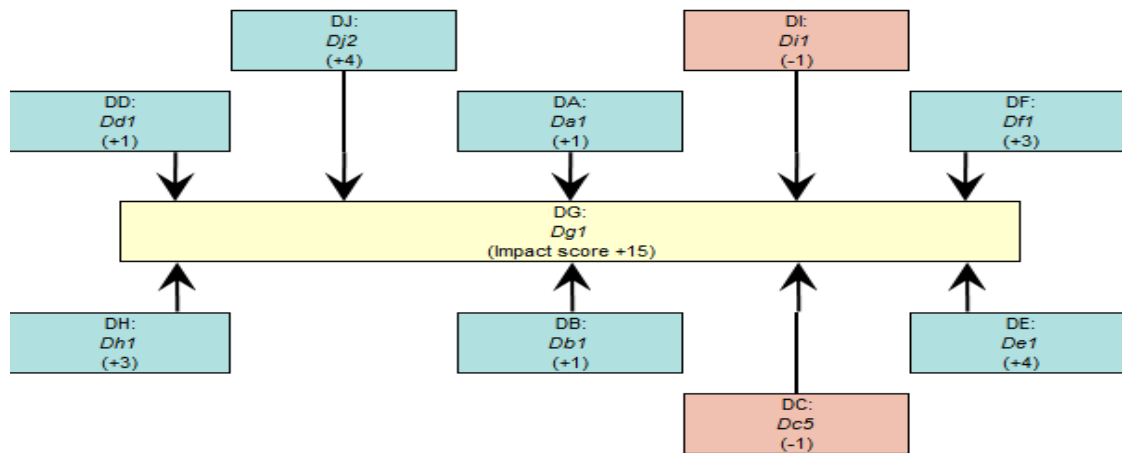 DJ:
Dj2
(+4)
DI:
Di1
(-1)
DD:
Dd1
(+1)
DA:
Da1
(+1)
DF:
Df1
(+3)
DG:
Dg1
(Impact score +15)
DH:
Dh1
(+3)
DB:
Db1
(+1)
DE:
De1
(+4)
DC:
Dc5
(-1)